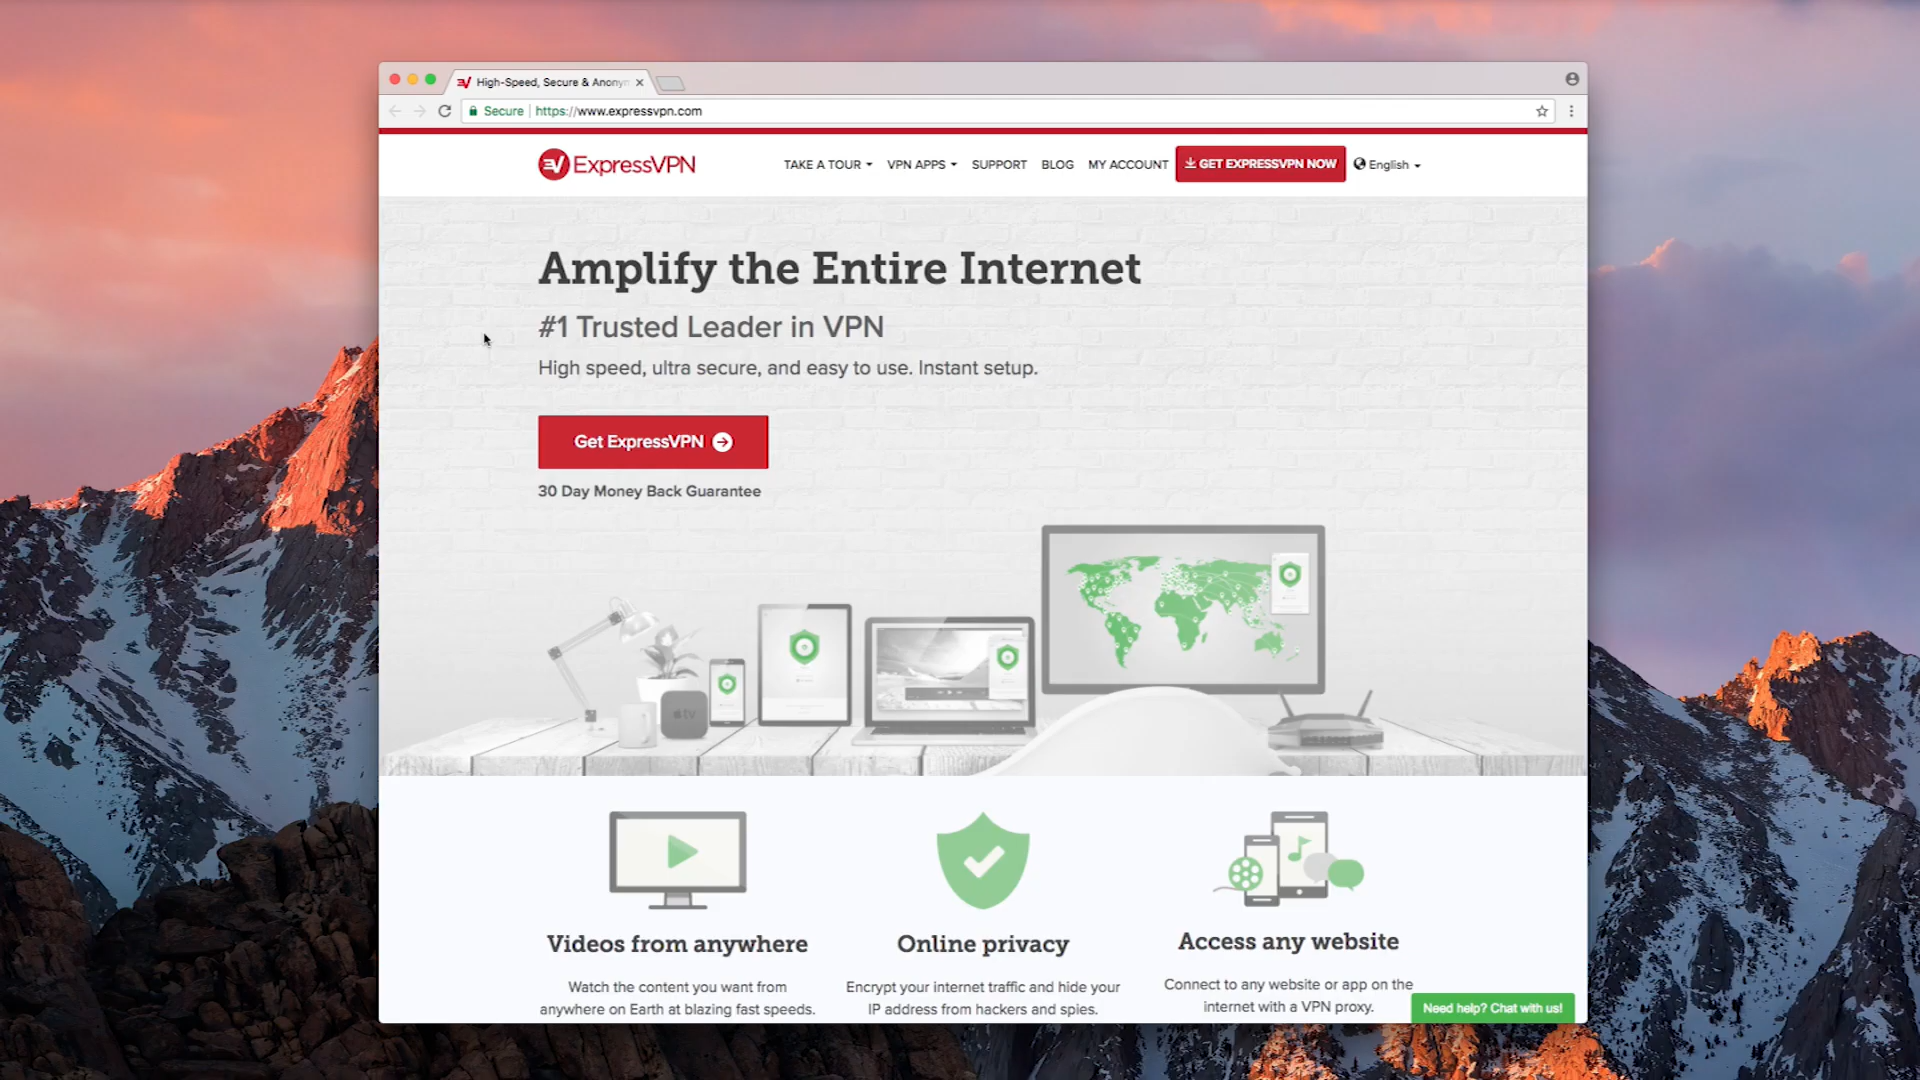 High-Speed, Secure & Anonym
Secure https://www.expressvpn.com
ExpressVPN
TAKE A TOUR VPN APPS SUPPORT BLOG MY ACCOUNT GET EXPRESSVPN NOW English
Amplify the Entire Internet
#1 Trusted Leader in VPN
High speed, ultra secure, and easy to use. Instant setup.
Get ExpressVPN
30 Day Money Back Guarantee
tv
Videos from anywhere
Watch the content you want from
anywhere on Earth at blazing fast speeds.
Online privacy
Encrypt your internet traffic and hide your
IP address from hackers and spies.
Access any website
Connect to any website or app on the
internet with a VPN proxy.
Need help? Chat with us!